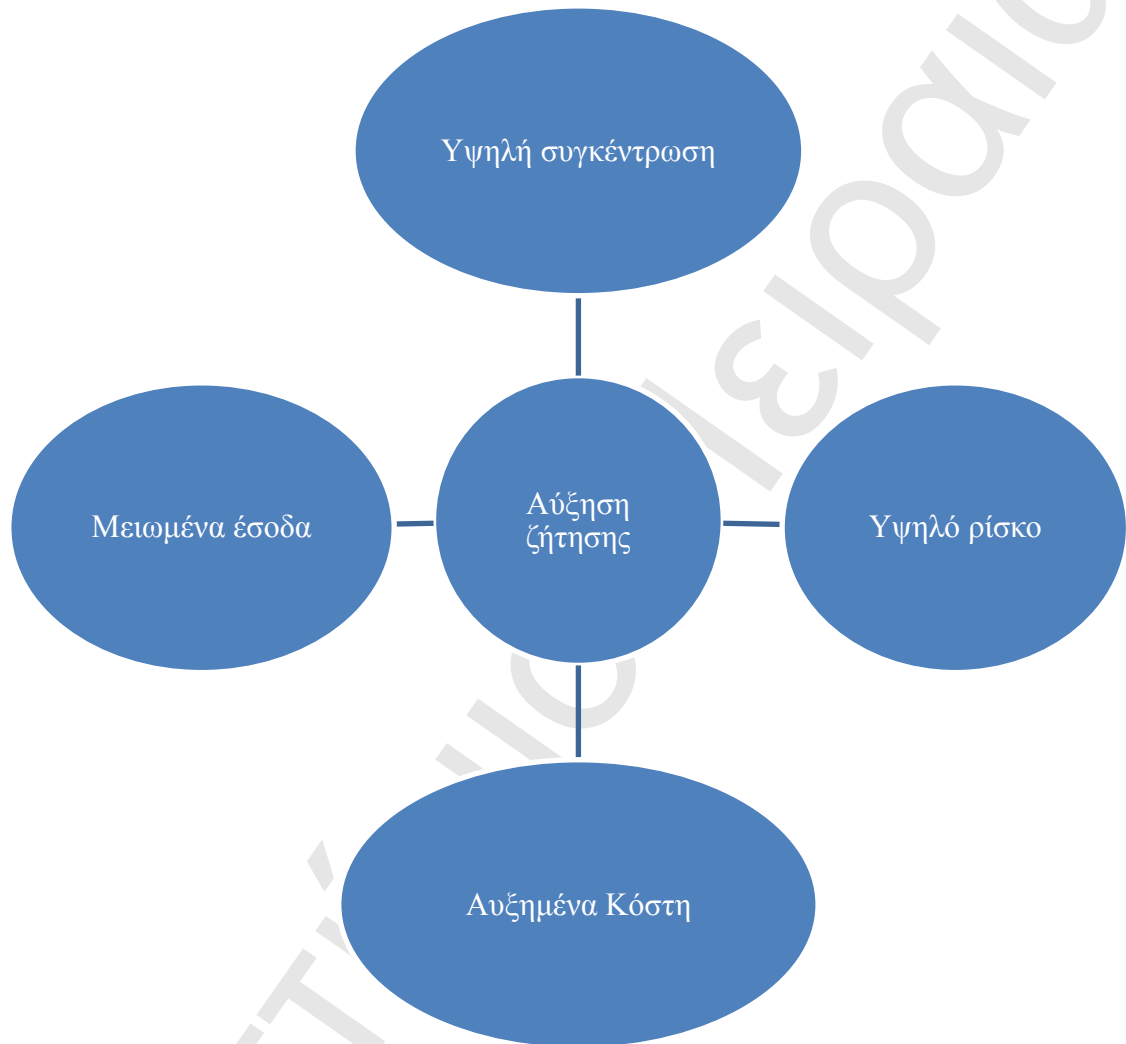 Υψηλή συγκέντρωση
Μειωμένα έσοδα
Αύξηση
ζήτησης
Υψηλό ρίσκο
Αυξημένα Κόστη